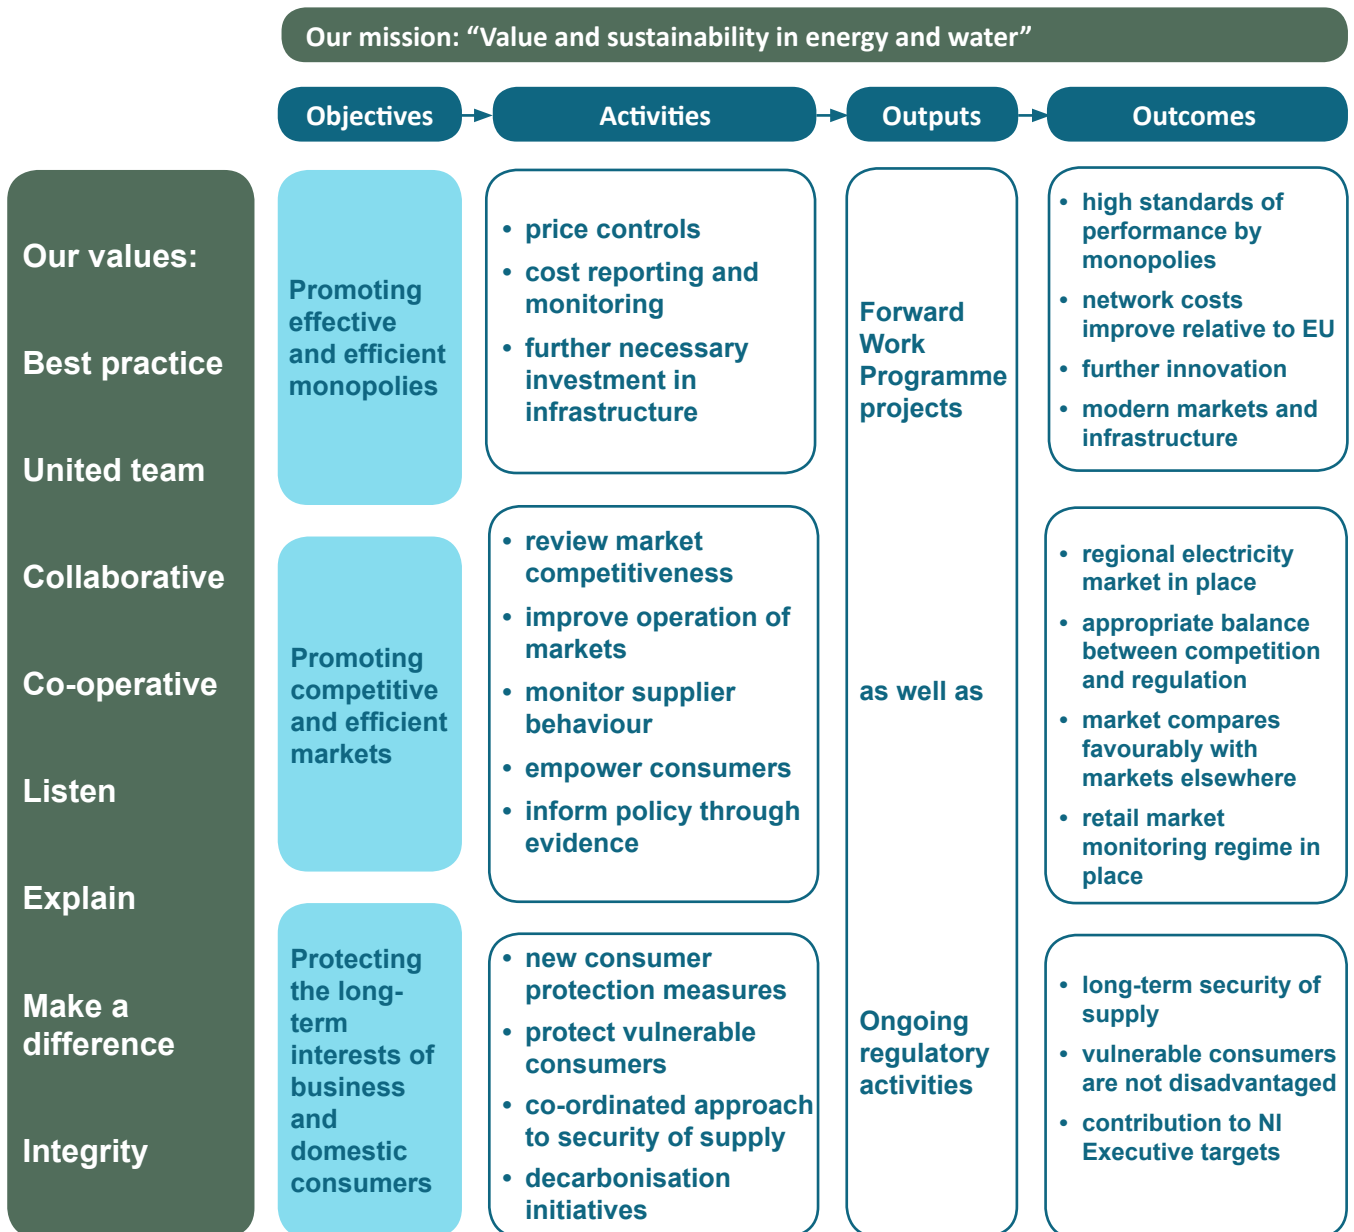 Our mission: “Value and sustainability in energy and water”
Objectives
Activities
Outputs
Outcomes
Our values:
Best practice
United team
Collaborative
Co-operative
Listen
Explain
Make a
difference
Integrity
Promoting
effective
and efficient
monopolies
• price controls
• cost reporting and
monitoring
• further necessary
investment in
infrastructure
Forward
Work
Programme
projects
as well as
Ongoing
regulatory
activities
• high standards of
performance by
monopolies
• network costs
improve relative to EU
• further innovation
• modern markets and
infrastructure
Promoting
competitive
and efficient
markets
• review market
competitiveness
• improve operation of
markets
• monitor supplier
behaviour
• empower consumers
• inform policy through
evidence
• regional electricity
market in place
• appropriate balance
between competition
and regulation
• market compares
favourably with
markets elsewhere
• retail market
monitoring regime in
place
Protecting
the long-
term
interests of
business
and
domestic
consumers
• new consumer
protection measures
• protect vulnerable
consumers
• co-ordinated approach
to security of supply
• decarbonisation
initiatives
• long-term security of
supply
• vulnerable consumers
are not disadvantaged
• contribution to NI
Executive targets